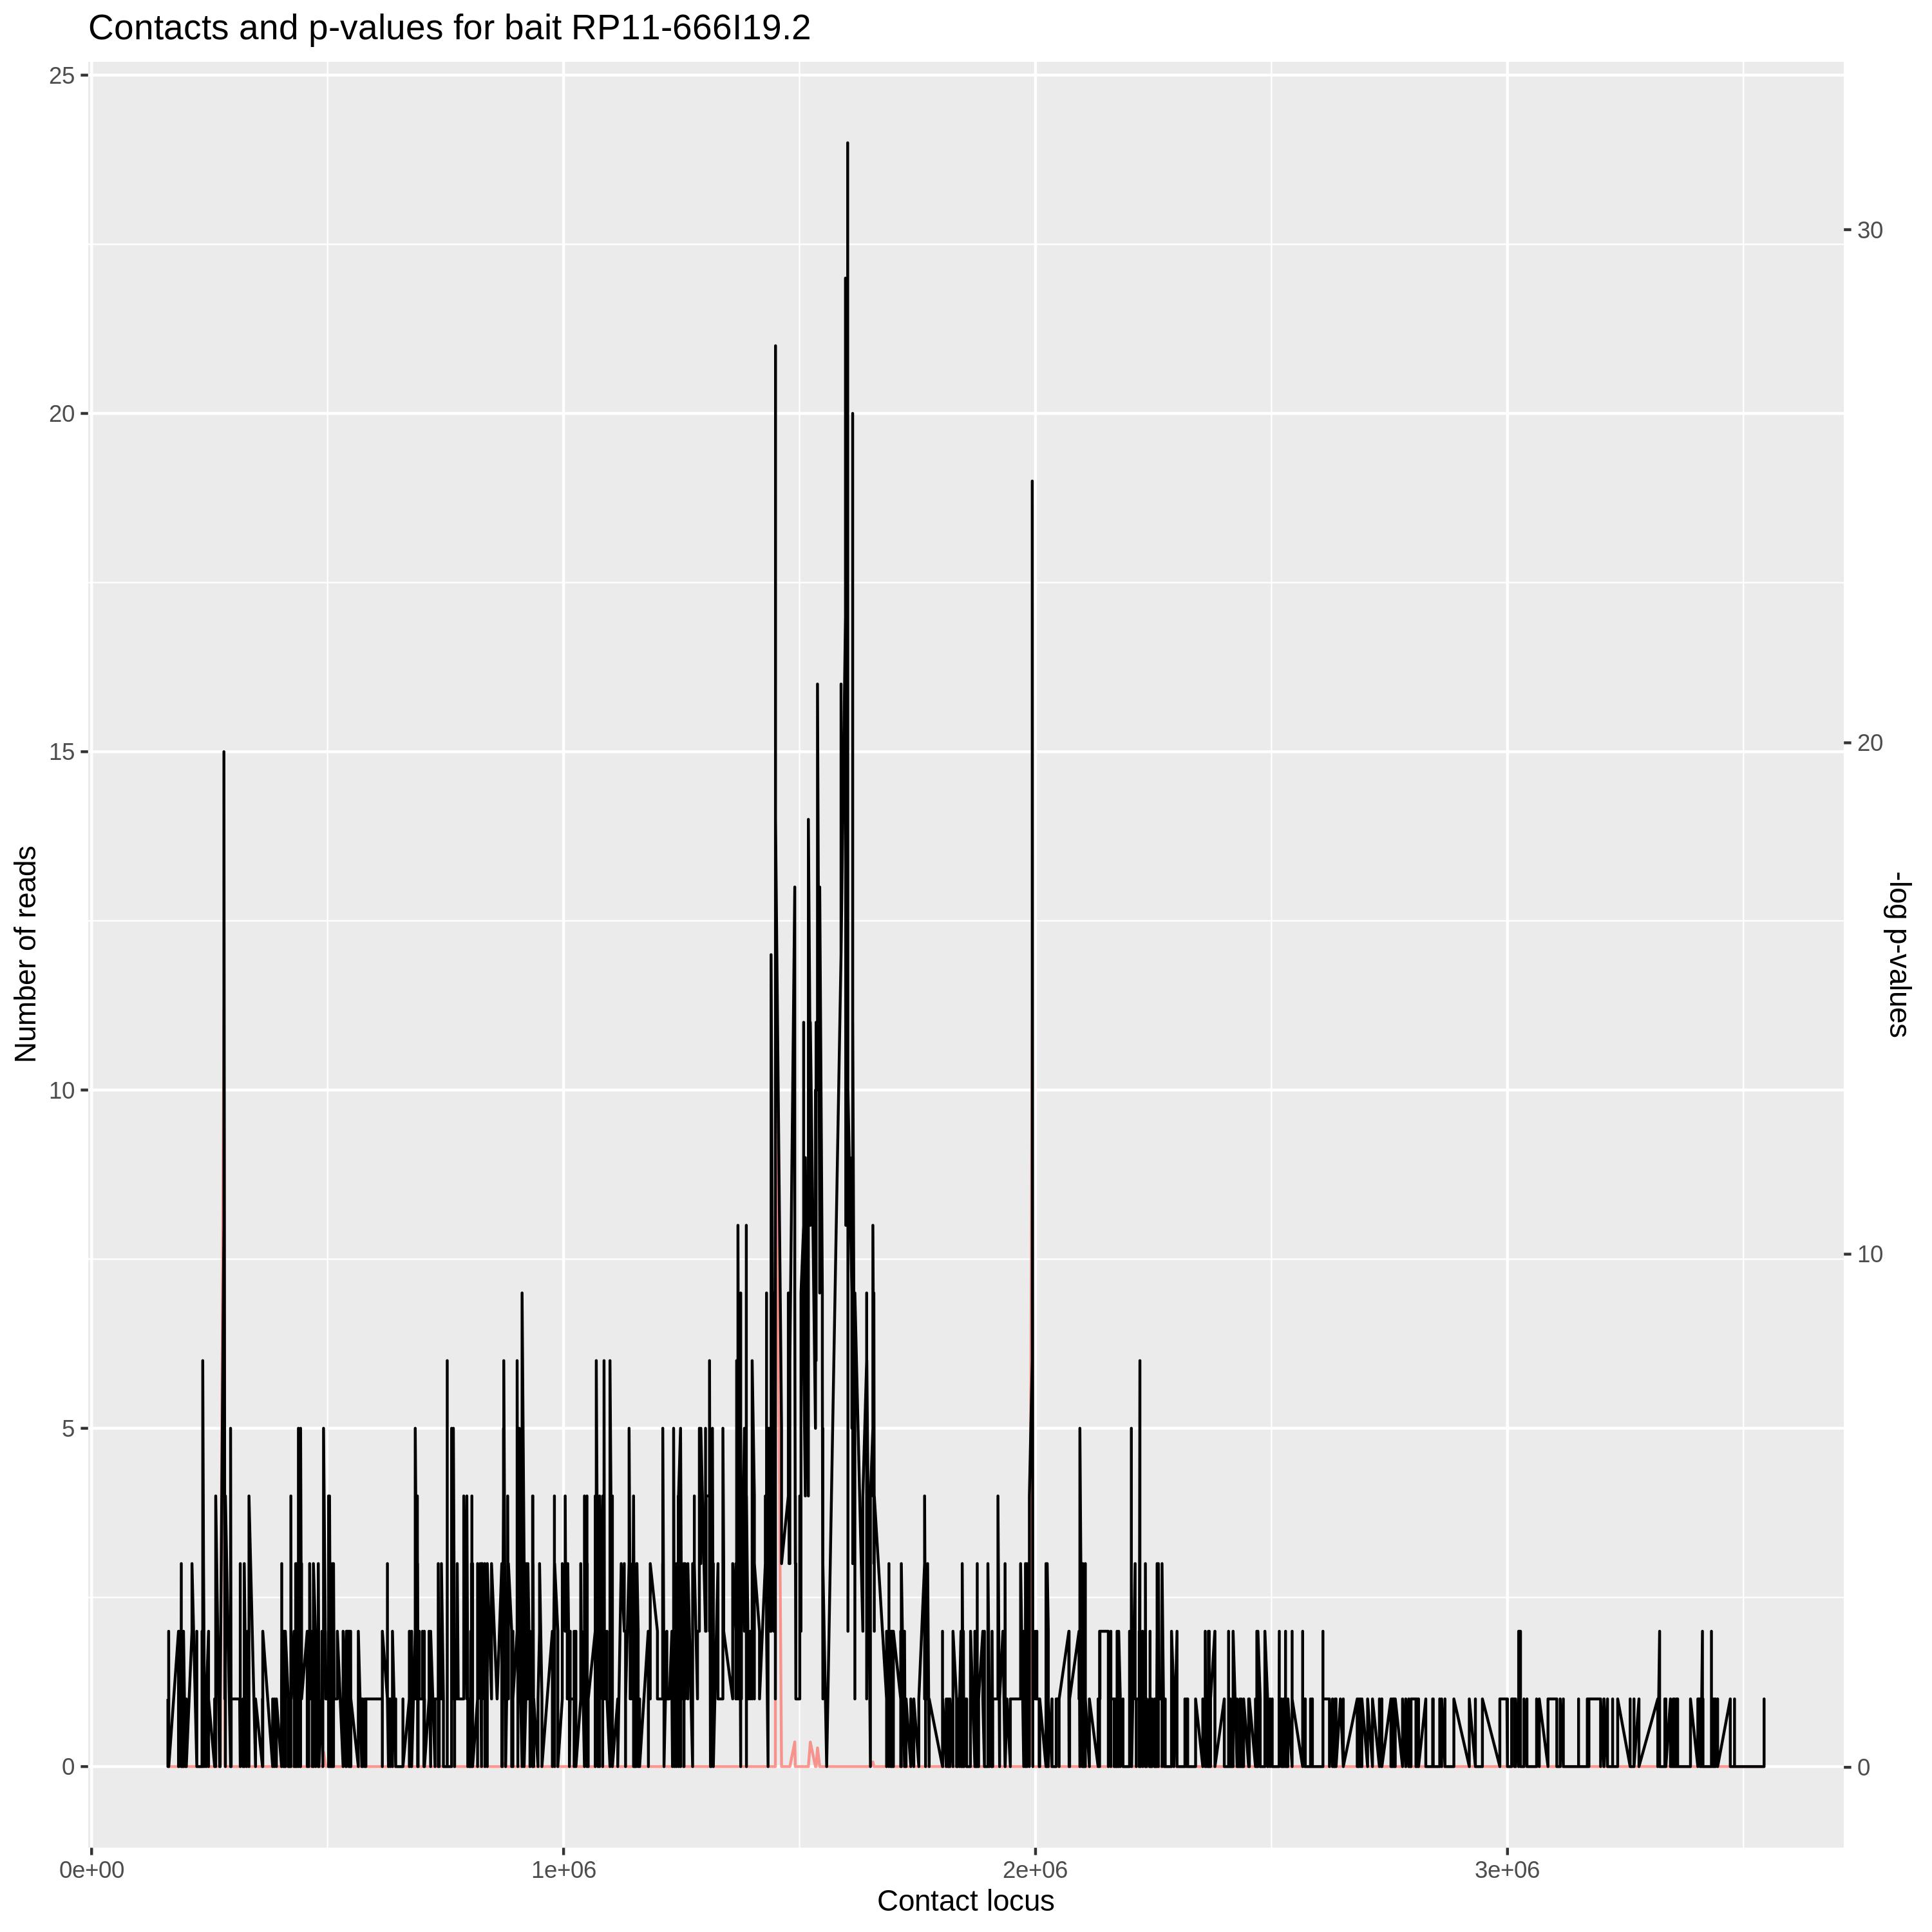 Contacts and p-values for bait RP11-666I19.2
25
20
15
10
5
0
Number of reads
30
20
10
0
-log p-values
0e+00
1e+06
2e+06
3e+06
Contact locus